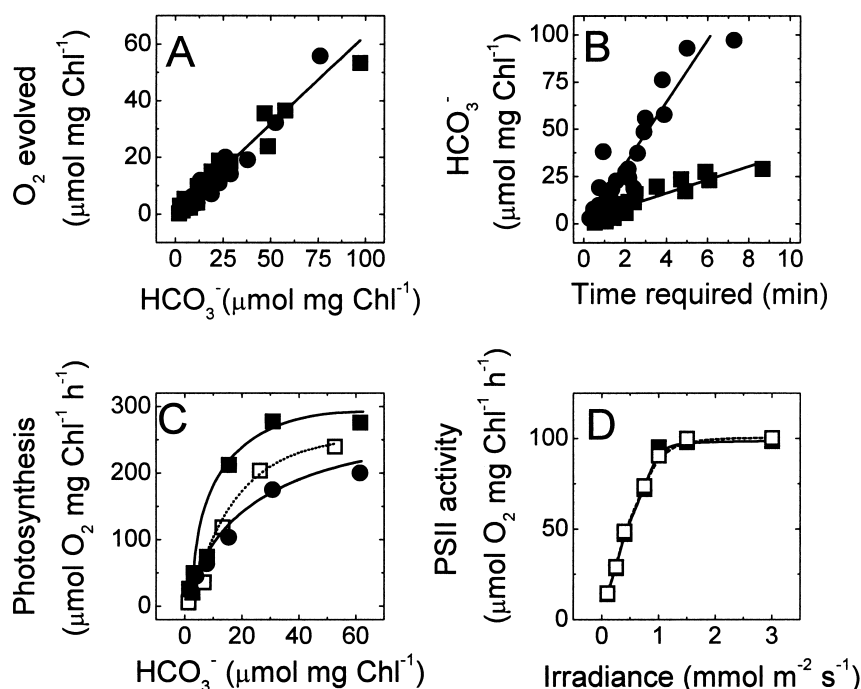 A
O₂ evolved
(μmol mg Chl⁻¹)
60
40
20
0
0 25 50 75 100
HCO₃⁻(μmol mg Chl⁻¹)
B
HCO₃⁻
(μmol mg Chl⁻¹)
100
75
50
25
0
0 2 4 6 8 10
Time required (min)
C
Photosynthesis
(μmol O₂ mg Chl⁻¹ h⁻¹)
300
200
100
0
0 20 40 60
HCO₃⁻ (μmol mg Chl⁻¹)
D
PSII activity
(μmol O₂ mg Chl⁻¹ h⁻¹)
100
50
0
0 1 2 3
Irradiance (mmol m⁻² s⁻¹)